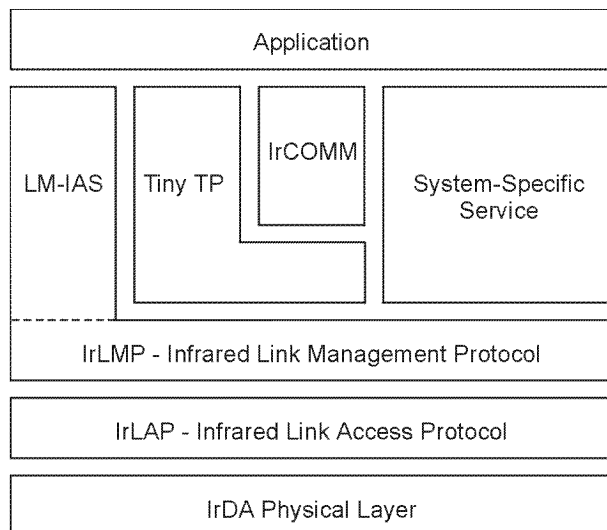 Application
LM-IAS
Tiny TP
IrCOMM
System-Specific
Service
IrLMP - Infrared Link Management Protocol
IrLAP - Infrared Link Access Protocol
IrDA Physical Layer